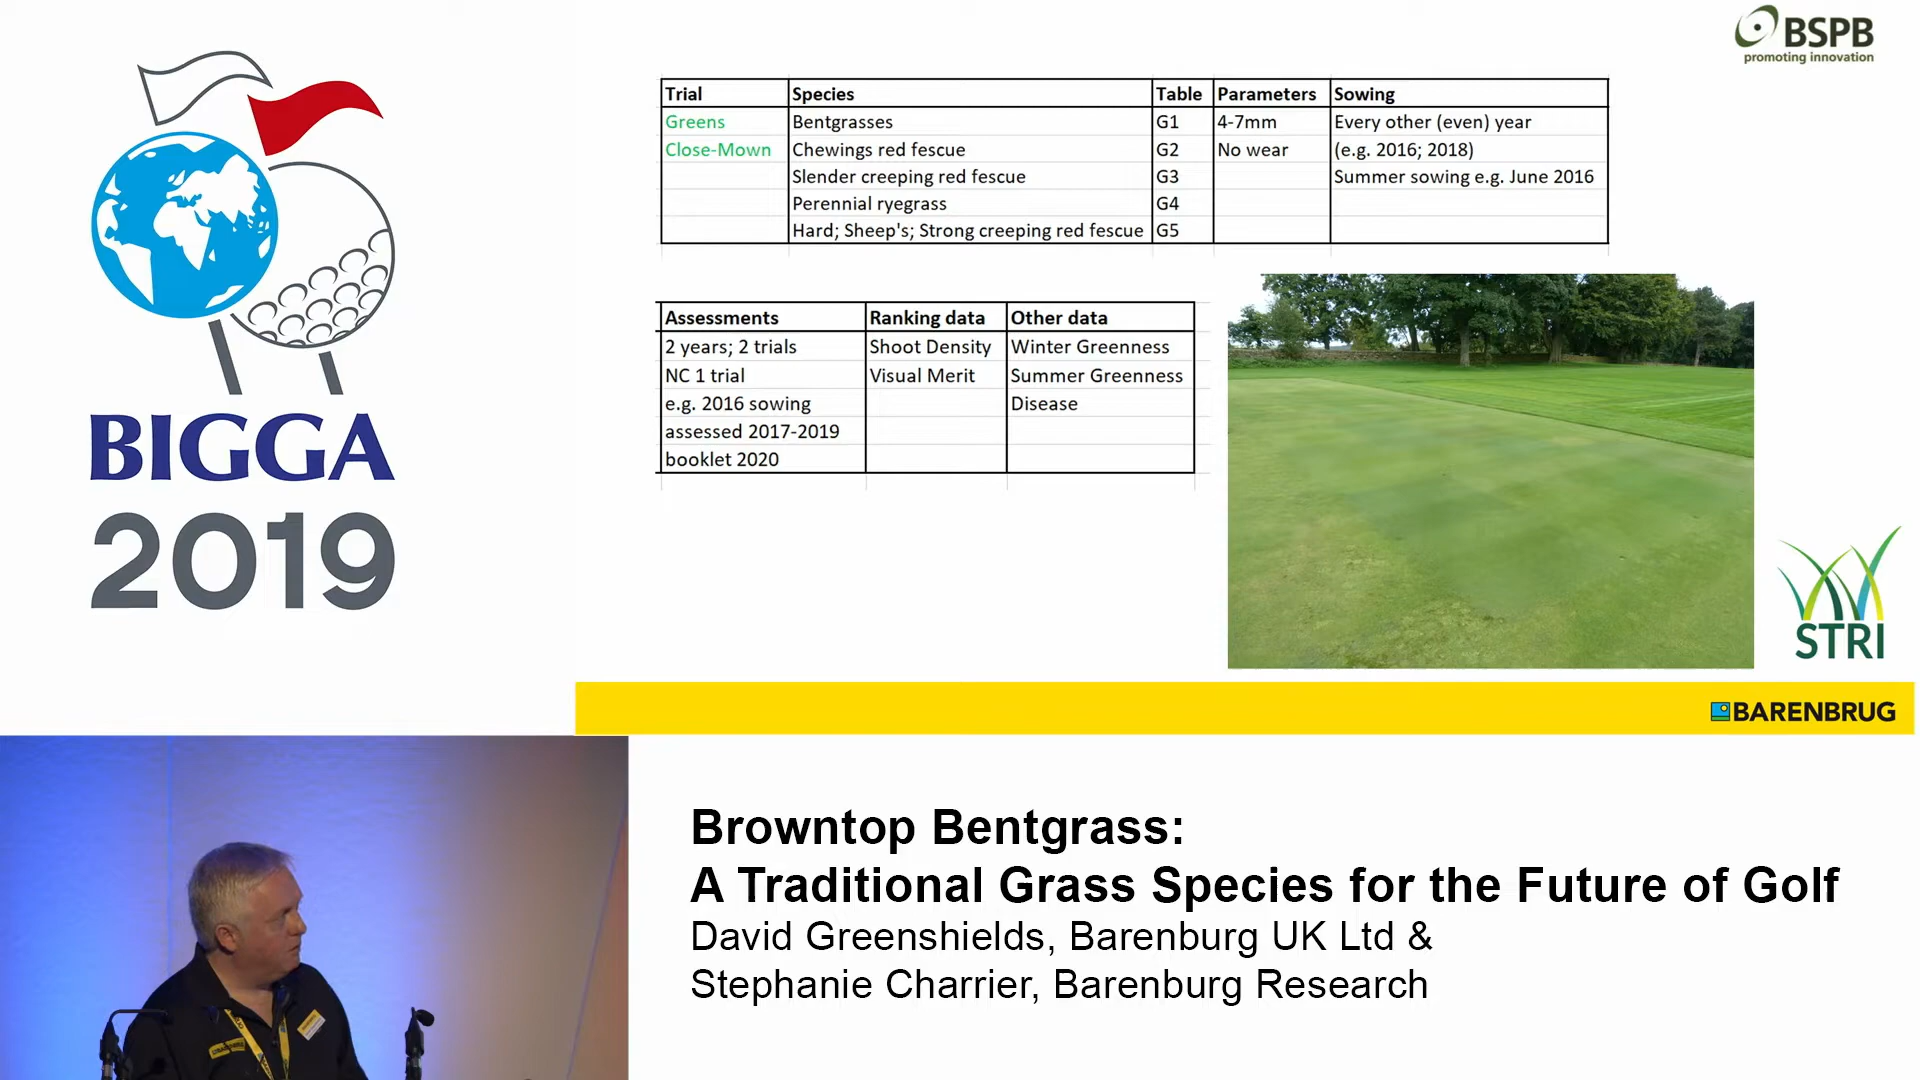 BSPB
promoting innovation
Trial Species Table Parameters Sowing
Greens Bentgrasses G1 4-7mm Every other (even) year
Close-Mown Chewings red fescue G2 No wear (e.g. 2016; 2018)
Slender creeping red fescue G3 Summer sowing e.g. June 2016
Perennial ryegrass G4
Hard; Sheep's; Strong creeping red fescue G5
Assessments Ranking data Other data
2 years; 2 trials Shoot Density Winter Greenness
NC 1 trial Visual Merit Summer Greenness
e.g. 2016 sowing Disease
assessed 2017-2019
booklet 2020
BIGGA
2019
STRI
BARENBRUG
Browntop Bentgrass:
A Traditional Grass Species for the Future of Golf
David Greenshields, Barenburg UK Ltd &
Stephanie Charrier, Barenburg Research